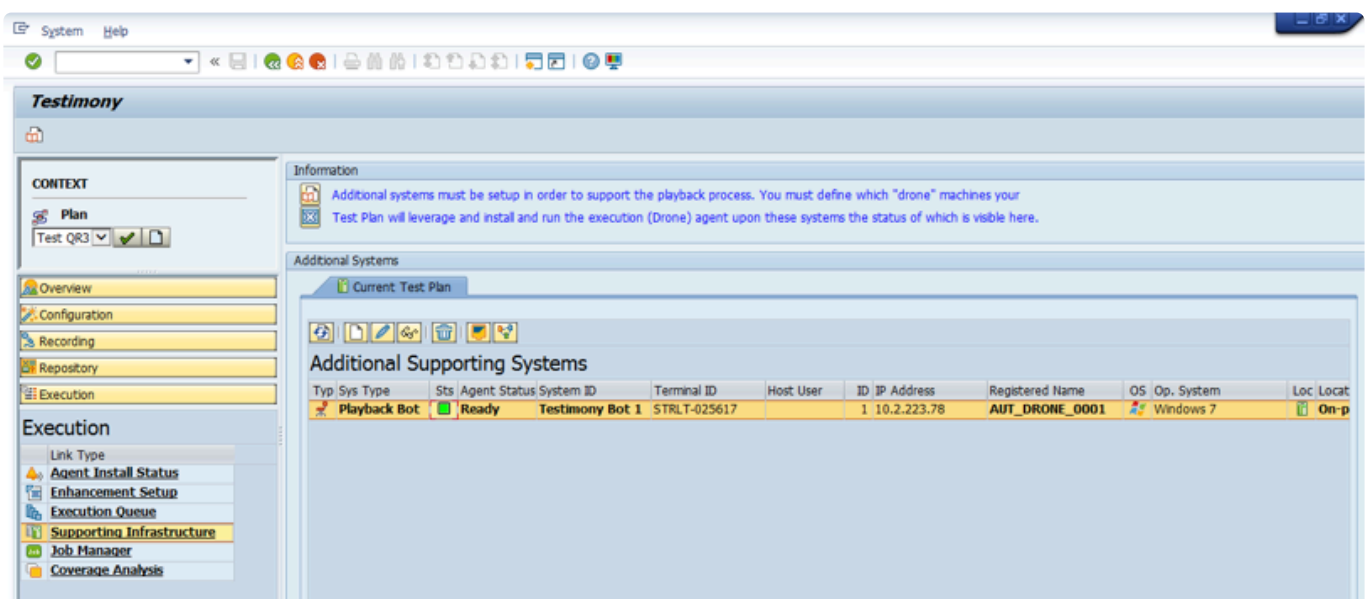 System Help
Testimony
CONTEXT
Plan
Test QR3
Overview
Configuration
Recording
Repository
Execution
Execution
Link Type
Agent Install Status
Enhancement Setup
Execution Queue
Supporting Infrastructure
Job Manager
Coverage Analysis
Information
Additional systems must be setup in order to support the playback process. You must define which "drone" machines your
Test Plan will leverage and install and run the execution (Drone) agent upon these systems the status of which is visible here.
Additional Systems
Current Test Plan
Additional Supporting Systems
Typ Sys Type Sts Agent Status System ID Terminal ID Host User ID IP Address Registered Name OS Op. System Loc Locat
Playback Bot Ready Testimony Bot 1 STRLT-025617 1 10.2.223.78 AUT_DRONE_0001 Windows 7 On-p